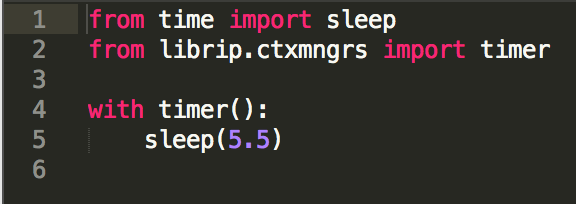 1 from time import sleep
2 from librip.ctxmngrs import timer
3
4 with timer():
5     sleep(5.5)
6